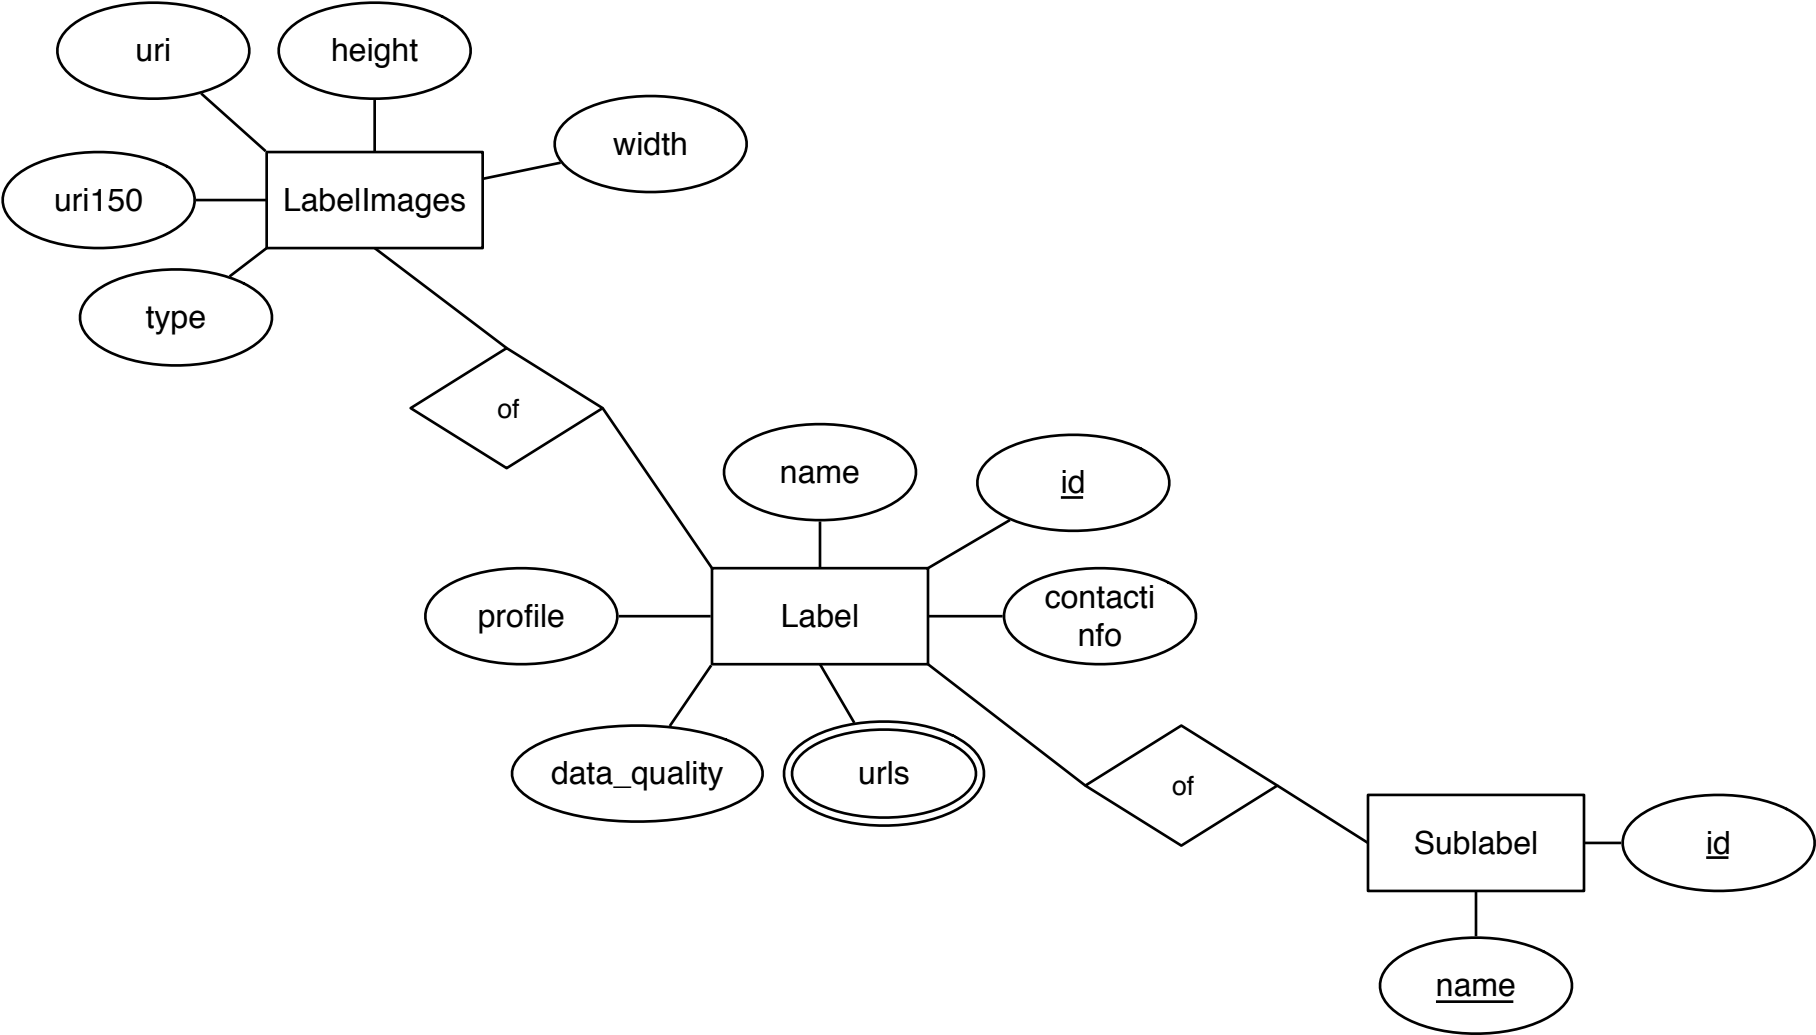 uri
height
width
uri150
LabelImages
type
of
name
id
profile
Label
contacti
nfo
data_quality
urls
of
Sublabel
id
name